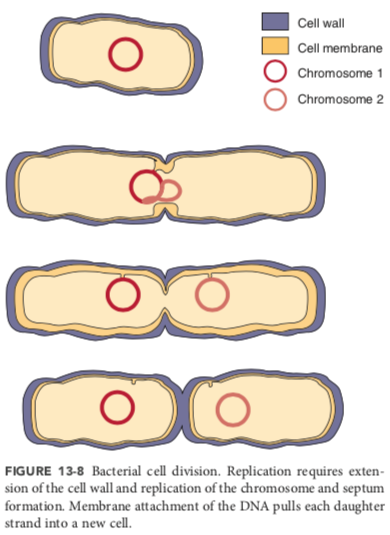 Cell wall
Cell membrane
Chromosome 1
Chromosome 2
FIGURE 13-8 Bacterial cell division. Replication requires exten-
sion of the cell wall and replication of the chromosome and septum
formation. Membrane attachment of the DNA pulls each daughter
strand into a new cell.